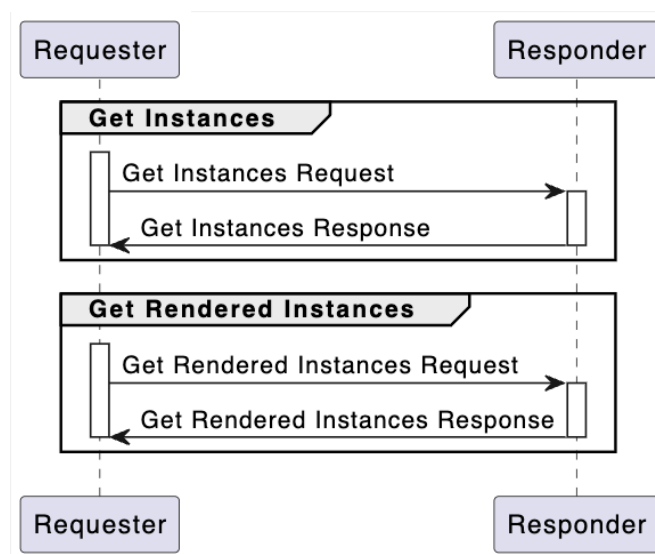 Requester Responder
Get Instances
Get Instances Request
Get Instances Response
Get Rendered Instances
Get Rendered Instances Request
Get Rendered Instances Response
Requester Responder